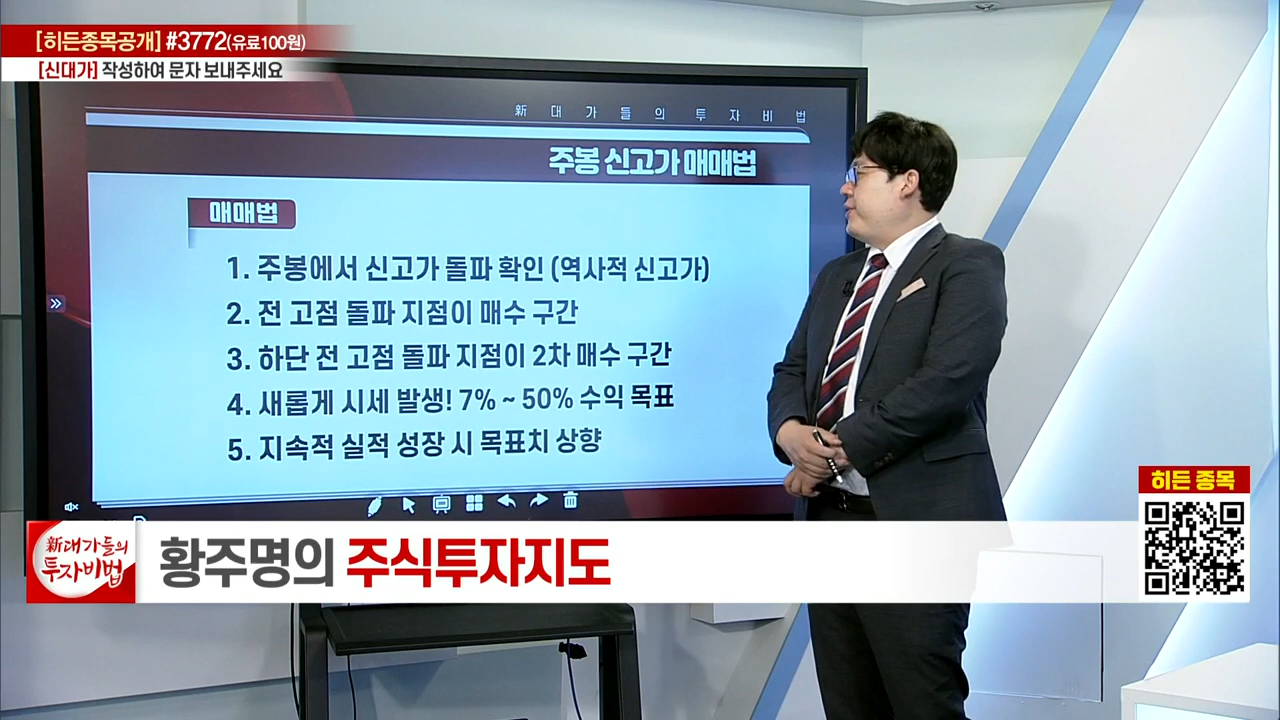 [히든종목공개] #3772(유료100원)
[신대가] 작성하여 문자 보내주세요
新 대 가 들 의 투 자 비 법
주봉 신고가 매매법
매매법
1. 주봉에서 신고가 돌파 확인 (역사적 신고가)
2. 전 고점 돌파 지점이 매수 구간
3. 하단 전 고점 돌파 지점이 2차 매수 구간
4. 새롭게 시세 발생! 7% ~ 50% 수익 목표
5. 지속적 실적 성장 시 목표치 상향
히든 종목
新대가들의
투자비법
황주명의 주식투자지도